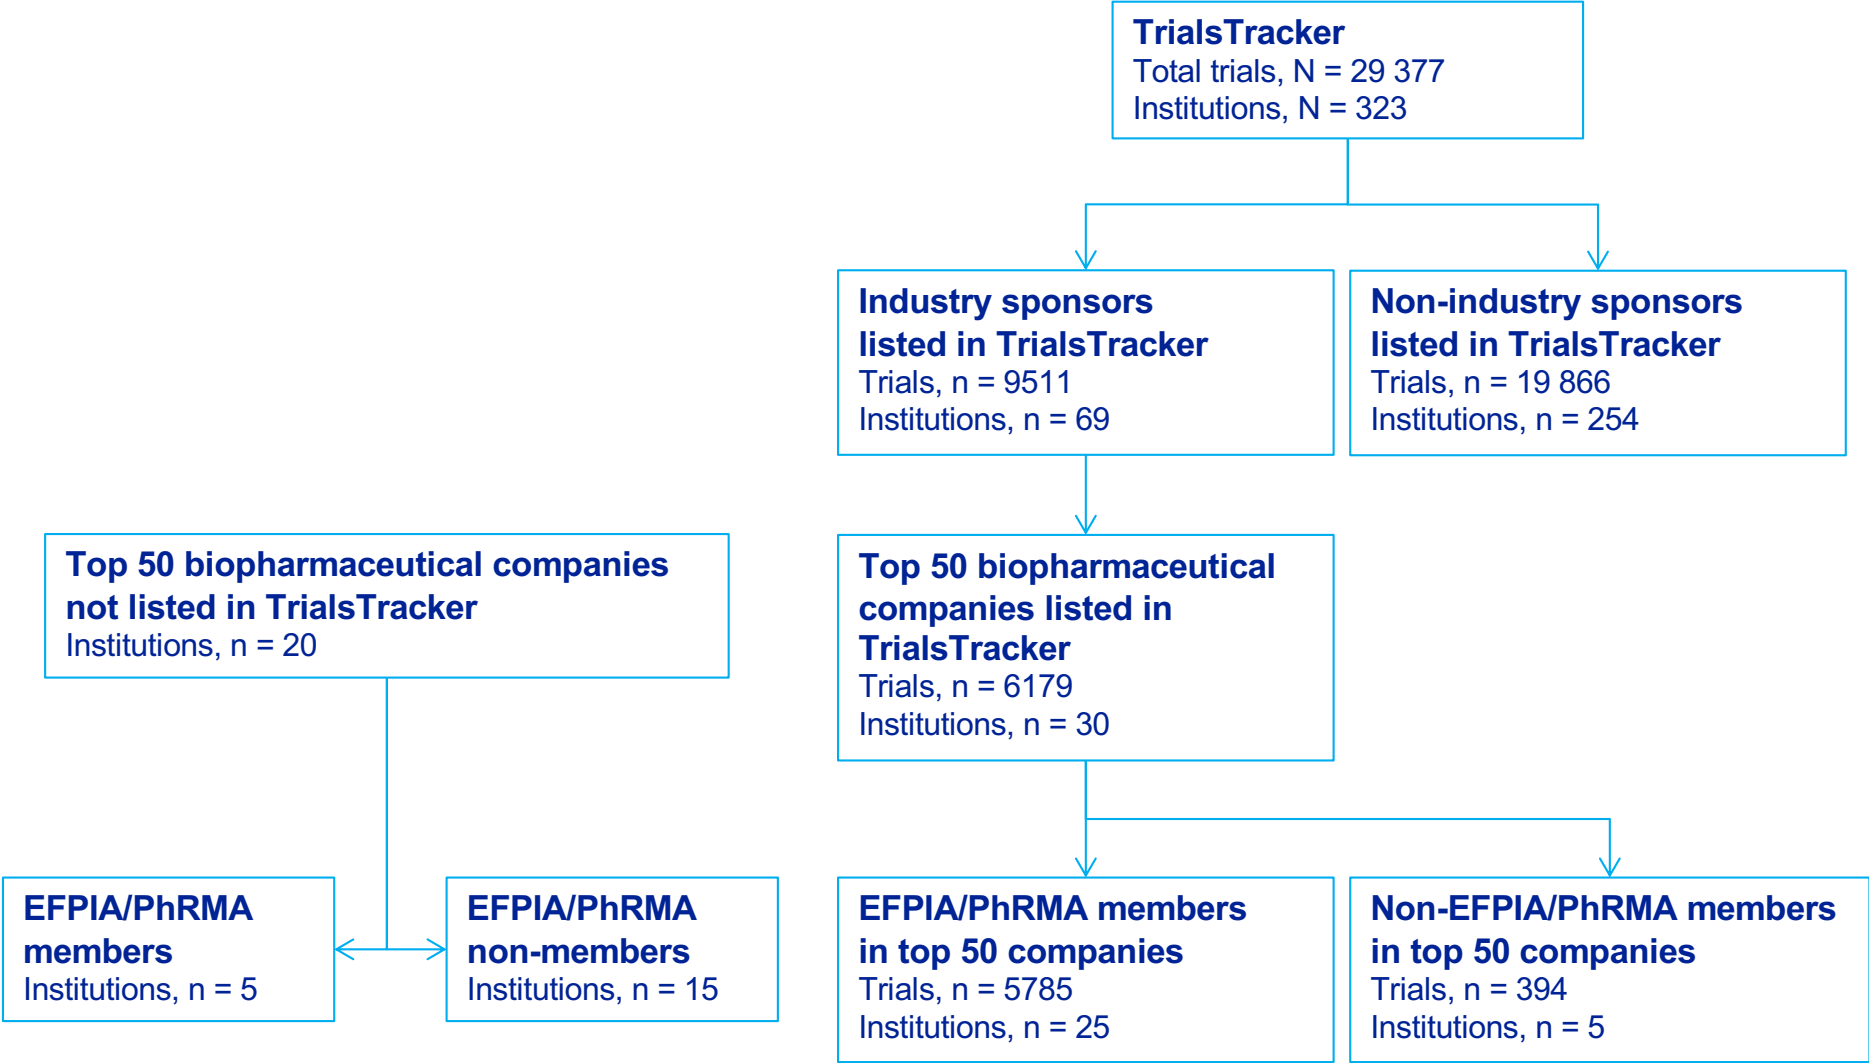 TrialsTracker
Total trials, N = 29 377
Institutions, N = 323
Industry sponsors
listed in TrialsTracker
Trials, n = 9511
Institutions, n = 69
Non-industry sponsors
listed in TrialsTracker
Trials, n = 19 866
Institutions, n = 254
Top 50 biopharmaceutical companies
not listed in TrialsTracker
Institutions, n = 20
Top 50 biopharmaceutical
companies listed in
TrialsTracker
Trials, n = 6179
Institutions, n = 30
EFPIA/PhRMA
members
Institutions, n = 5
EFPIA/PhRMA
non-members
Institutions, n = 15
EFPIA/PhRMA members
in top 50 companies
Trials, n = 5785
Institutions, n = 25
Non-EFPIA/PhRMA members
in top 50 companies
Trials, n = 394
Institutions, n = 5